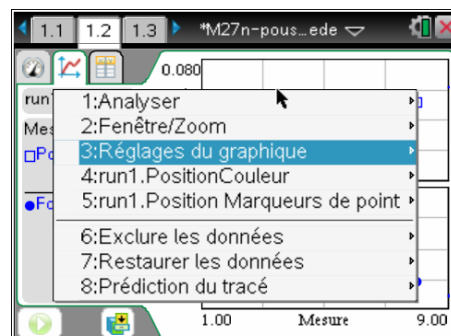 1.1 1.2 1.3 *M27n-pous…ede
0.080
run
1:Analyser
Mes
2:Fenêtre/Zoom
Po
3:Réglages du graphique
4:run1.PositionCouleur
Fo
5:run1.Position Marqueurs de point
6:Exclure les données
7:Restaurer les données
8:Prédiction du tracé
1.00 Mesure 9.00